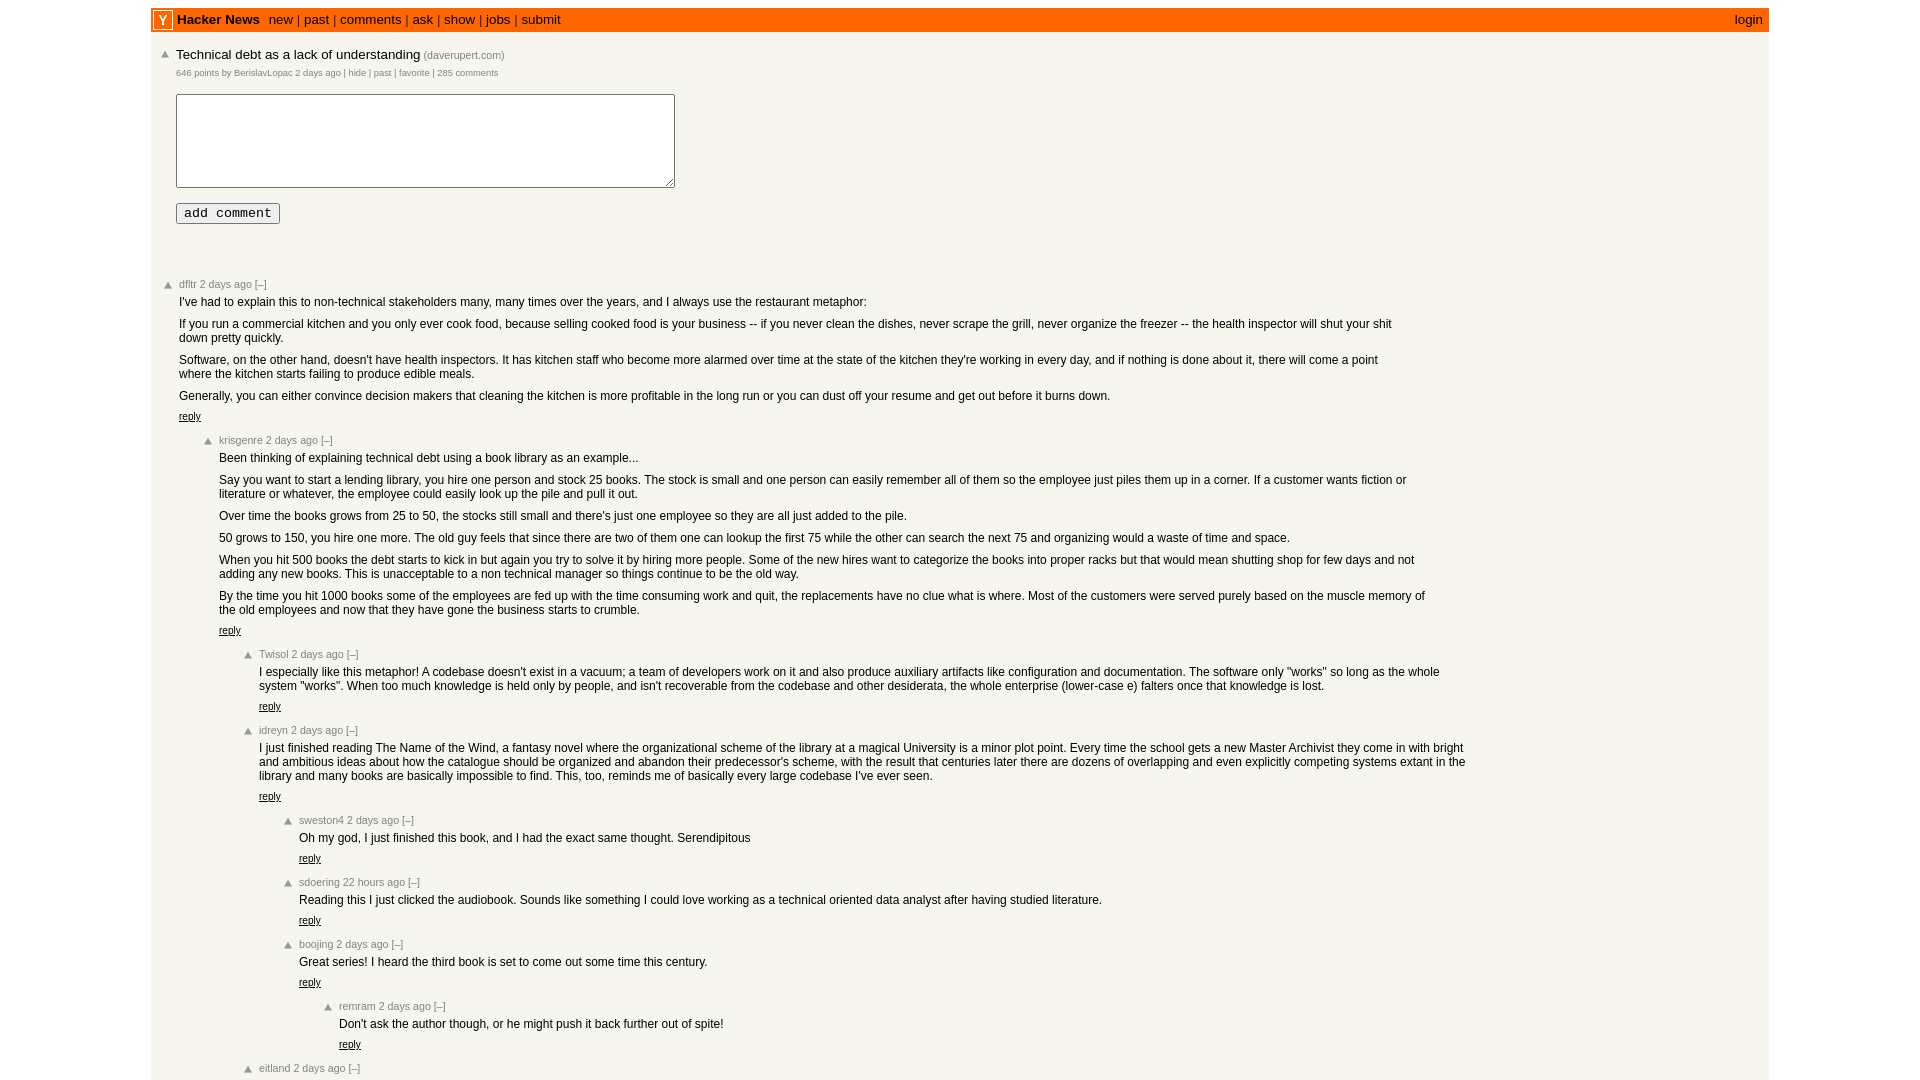 Y Hacker News new | past | comments | ask | show | jobs | submit login
Technical debt as a lack of understanding (daverupert.com)
646 points by BerislavLopac 2 days ago | hide | past | favorite | 285 comments
add comment
dfltr 2 days ago [–]
I've had to explain this to non-technical stakeholders many, many times over the years, and I always use the restaurant metaphor:
If you run a commercial kitchen and you only ever cook food, because selling cooked food is your business -- if you never clean the dishes, never scrape the grill, never organize the freezer -- the health inspector will shut your shit
down pretty quickly.
Software, on the other hand, doesn't have health inspectors. It has kitchen staff who become more alarmed over time at the state of the kitchen they're working in every day, and if nothing is done about it, there will come a point
where the kitchen starts failing to produce edible meals.
Generally, you can either convince decision makers that cleaning the kitchen is more profitable in the long run or you can dust off your resume and get out before it burns down.
reply
krisgenre 2 days ago [–]
Been thinking of explaining technical debt using a book library as an example...
Say you want to start a lending library, you hire one person and stock 25 books. The stock is small and one person can easily remember all of them so the employee just piles them up in a corner. If a customer wants fiction or
literature or whatever, the employee could easily look up the pile and pull it out.
Over time the books grows from 25 to 50, the stocks still small and there's just one employee so they are all just added to the pile.
50 grows to 150, you hire one more. The old guy feels that since there are two of them one can lookup the first 75 while the other can search the next 75 and organizing would a waste of time and space.
When you hit 500 books the debt starts to kick in but again you try to solve it by hiring more people. Some of the new hires want to categorize the books into proper racks but that would mean shutting shop for few days and not
adding any new books. This is unacceptable to a non technical manager so things continue to be the old way.
By the time you hit 1000 books some of the employees are fed up with the time consuming work and quit, the replacements have no clue what is where. Most of the customers were served purely based on the muscle memory of
the old employees and now that they have gone the business starts to crumble.
reply
Twisol 2 days ago [–]
I especially like this metaphor! A codebase doesn't exist in a vacuum; a team of developers work on it and also produce auxiliary artifacts like configuration and documentation. The software only "works" so long as the whole
system "works". When too much knowledge is held only by people, and isn't recoverable from the codebase and other desiderata, the whole enterprise (lower-case e) falters once that knowledge is lost.
reply
idreyn 2 days ago [–]
I just finished reading The Name of the Wind, a fantasy novel where the organizational scheme of the library at a magical University is a minor plot point. Every time the school gets a new Master Archivist they come in with bright
and ambitious ideas about how the catalogue should be organized and abandon their predecessor's scheme, with the result that centuries later there are dozens of overlapping and even explicitly competing systems extant in the
library and many books are basically impossible to find. This, too, reminds me of basically every large codebase I've ever seen.
reply
sweston4 2 days ago [–]
Oh my god, I just finished this book, and I had the exact same thought. Serendipitous
reply
sdoering 22 hours ago [–]
Reading this I just clicked the audiobook. Sounds like something I could love working as a technical oriented data analyst after having studied literature.
reply
boojing 2 days ago [–]
Great series! I heard the third book is set to come out some time this century.
reply
remram 2 days ago [–]
Don't ask the author though, or he might push it back further out of spite!
reply
eitland 2 days ago [–]